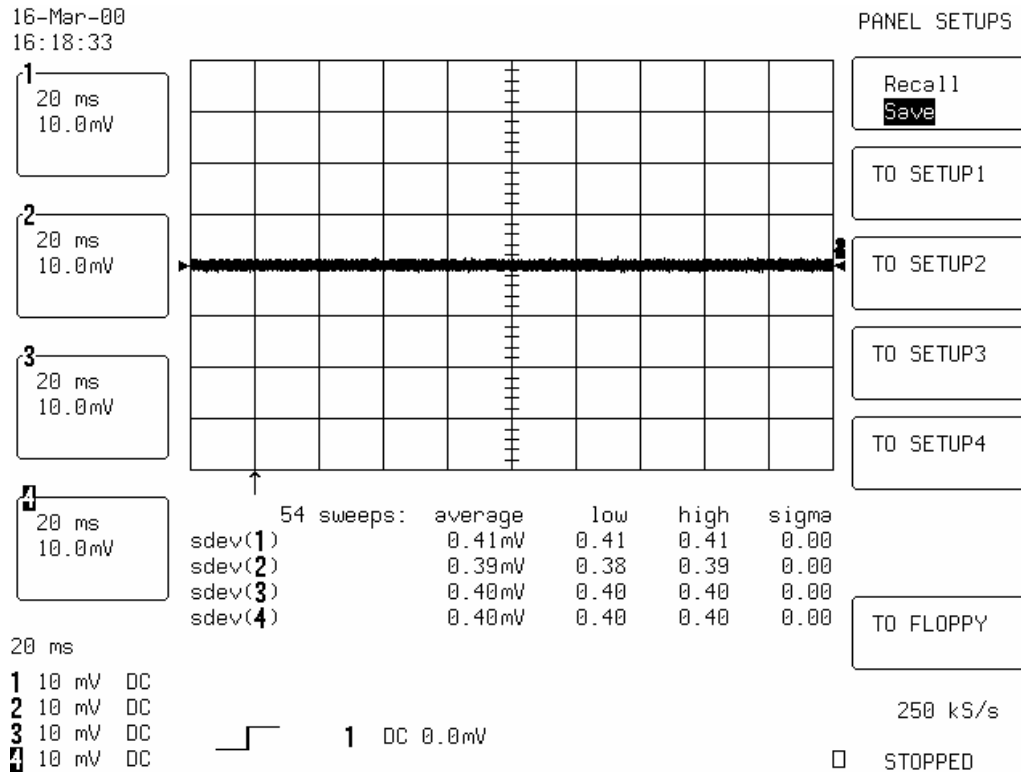 16-Mar-00
16:18:33
PANEL SETUPS
1
20 ms
10.0mV
2
20 ms
10.0mV
3
20 ms
10.0mV
4
20 ms
10.0mV
Recall
Save
TO SETUP1
TO SETUP2
TO SETUP3
TO SETUP4
TO FLOPPY
54 sweeps: average low high sigma
sdev(1) 0.41mV 0.41 0.41 0.00
sdev(2) 0.39mV 0.38 0.39 0.00
sdev(3) 0.40mV 0.40 0.40 0.00
sdev(4) 0.40mV 0.40 0.40 0.00
20 ms
1 10 mV DC
2 10 mV DC
3 10 mV DC
4 10 mV DC
1 DC 0.0mV
250 kS/s
STOPPED